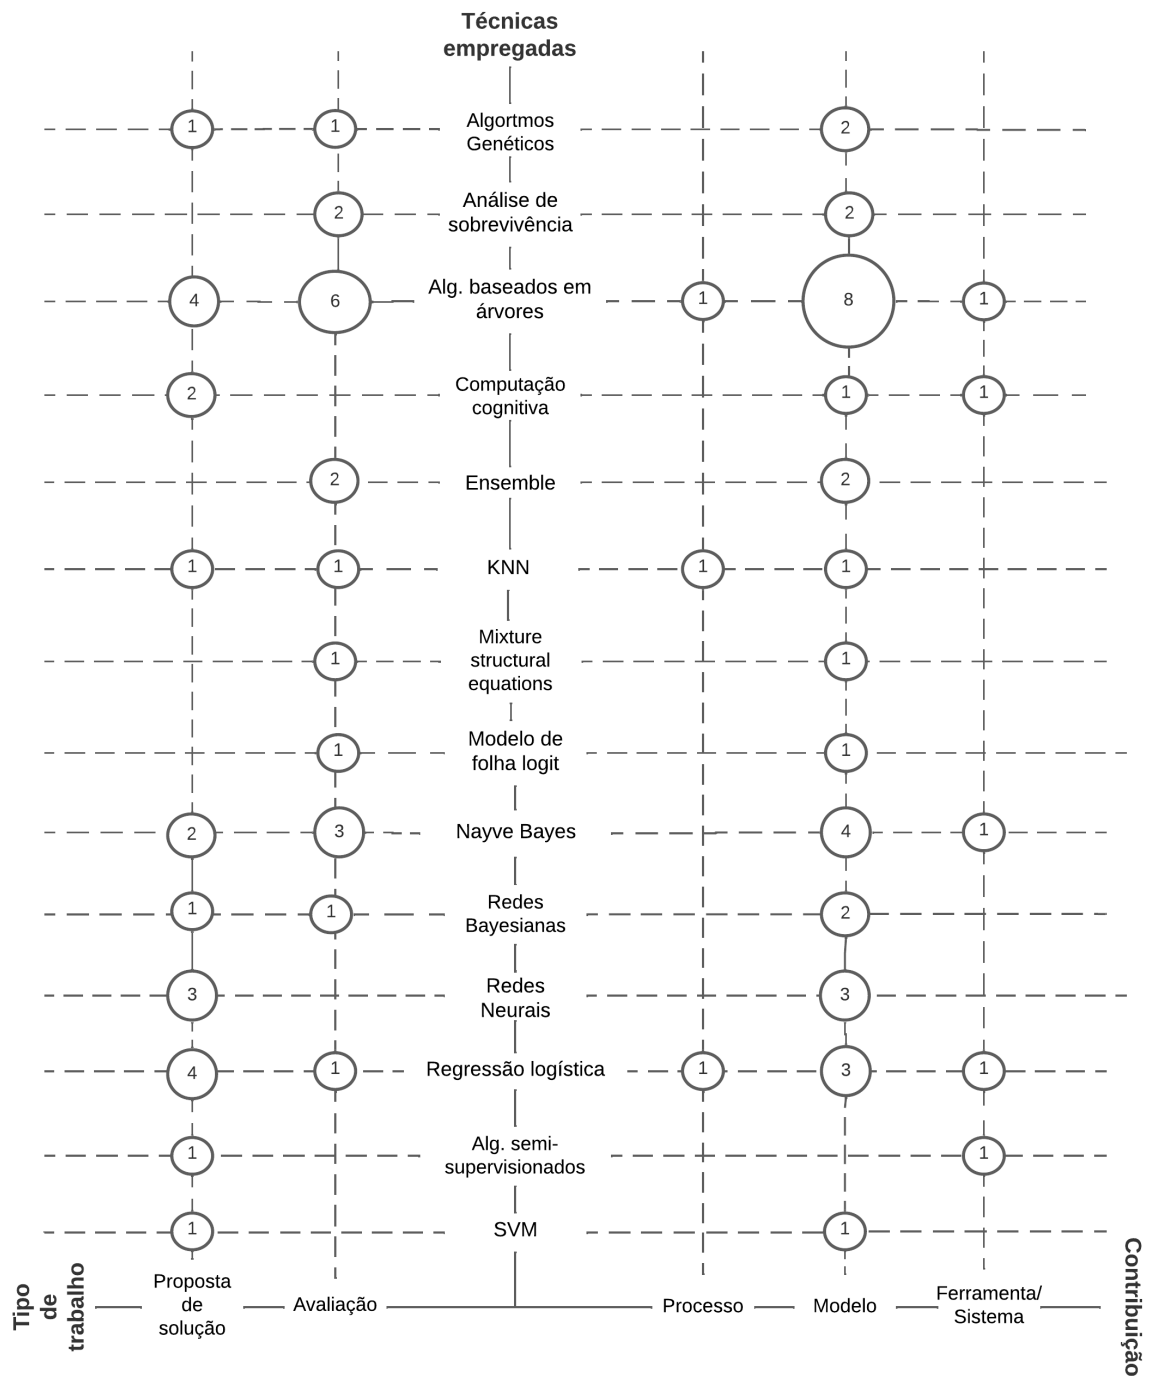 Técnicas
empregadas
1 1 Algortmos
Genéticos 2
2 Análise de
sobrevivência 2
4 6 Alg. baseados em
árvores 1 8 1
2 Computação
cognitiva 1 1
2 Ensemble 2
1 1 KNN 1 1
1 Mixture
structural
equations 1
1 Modelo de
folha logit 1
2 3 Nayve Bayes 4 1
1 1 Redes
Bayesianas 2
3 Redes
Neurais 3
4 1 Regressão logística 1 3 1
1 Alg. semi-
supervisionados 1
1 SVM 1
Tipo
de
trabalho
Proposta
de
solução
Avaliação
Processo
Modelo
Ferramenta/
Sistema
Contribuição